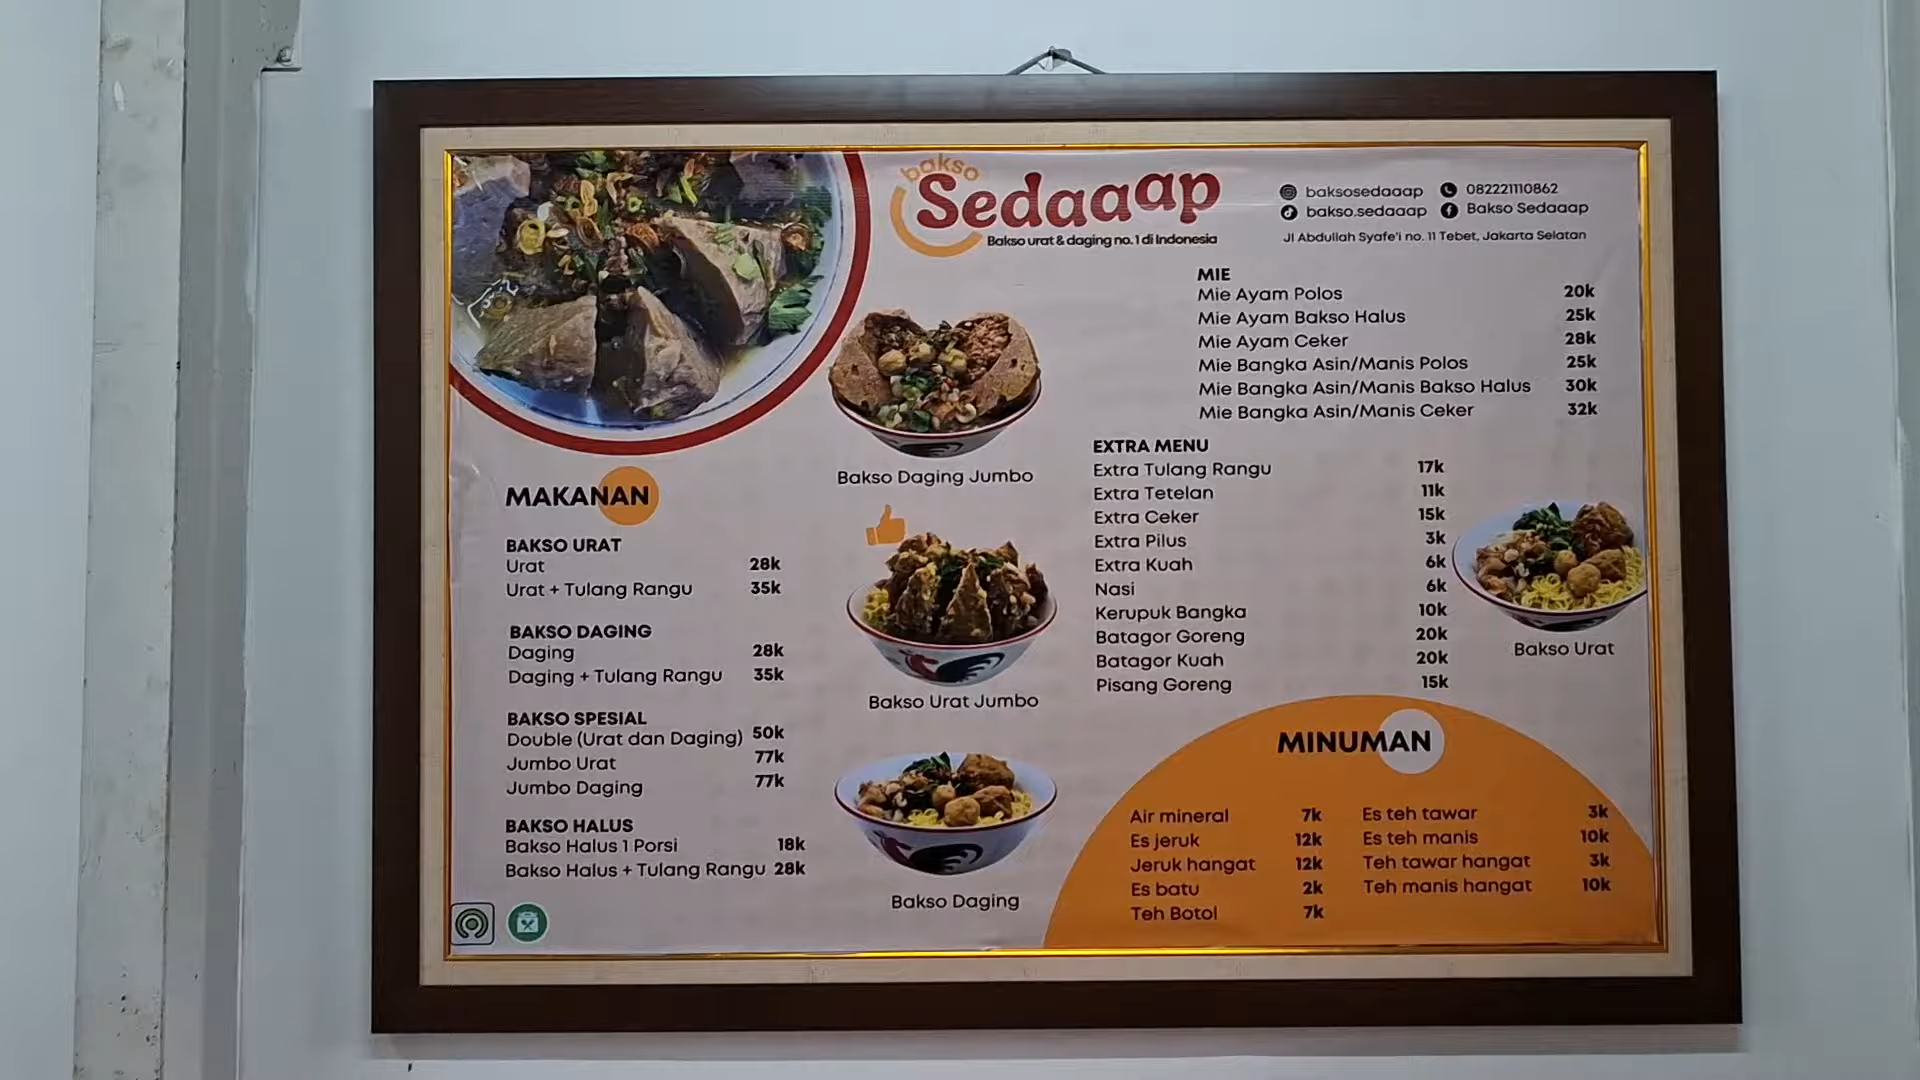 bakso
Sedaaap
Bakso urat & daging no. 1 di Indonesia
baksosedaaap
082221110862
bakso.sedaaap
Bakso Sedaaap
Jl Abdullah Syafe'i no. 11 Tebet, Jakarta Selatan
MIE
Mie Ayam Polos 20k
Mie Ayam Bakso Halus 25k
Mie Ayam Ceker 28k
Mie Bangka Asin/Manis Polos 25k
Mie Bangka Asin/Manis Bakso Halus 30k
Mie Bangka Asin/Manis Ceker 32k
EXTRA MENU
Extra Tulang Rangu 17k
Extra Tetelan 11k
Extra Ceker 15k
Extra Pilus 3k
Extra Kuah 6k
Nasi 6k
Kerupuk Bangka 10k
Batagor Goreng 20k
Batagor Kuah 20k
Pisang Goreng 15k
Bakso Urat
Bakso Daging Jumbo
Bakso Urat Jumbo
Bakso Daging
MAKANAN
BAKSO URAT
Urat 28k
Urat + Tulang Rangu 35k
BAKSO DAGING
Daging 28k
Daging + Tulang Rangu 35k
BAKSO SPESIAL
Double (Urat dan Daging) 50k
Jumbo Urat 77k
Jumbo Daging 77k
BAKSO HALUS
Bakso Halus 1 Porsi 18k
Bakso Halus + Tulang Rangu 28k
MINUMAN
Air mineral 7k
Es jeruk 12k
Jeruk hangat 12k
Es batu 2k
Teh Botol 7k
Es teh tawar 3k
Es teh manis 10k
Teh tawar hangat 3k
Teh manis hangat 10k